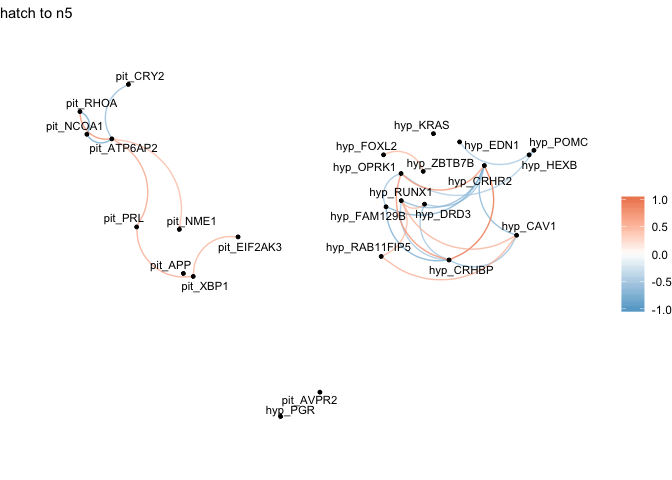 hatch to n5
pit_CRY2
pit_RHOA
pit_NCOA1
pit_ATP6AP2
pit_PRL
pit_NME1
pit_EIF2AK3
pit_APP
pit_XBP1
hyp_KRAS
hyp_FOXL2
hyp_EDN1
hyp_POMC
hyp_OPRK1
hyp_ZBTB7B
hyp_HEXB
hyp_CRHR2
hyp_RUNX1
hyp_FAM129B
hyp_DRD3
hyp_CAV1
hyp_RAB11FIP5
hyp_CRHBP
1.0
0.5
0.0
-0.5
-1.0
pit_AVPR2
hyp_PGR